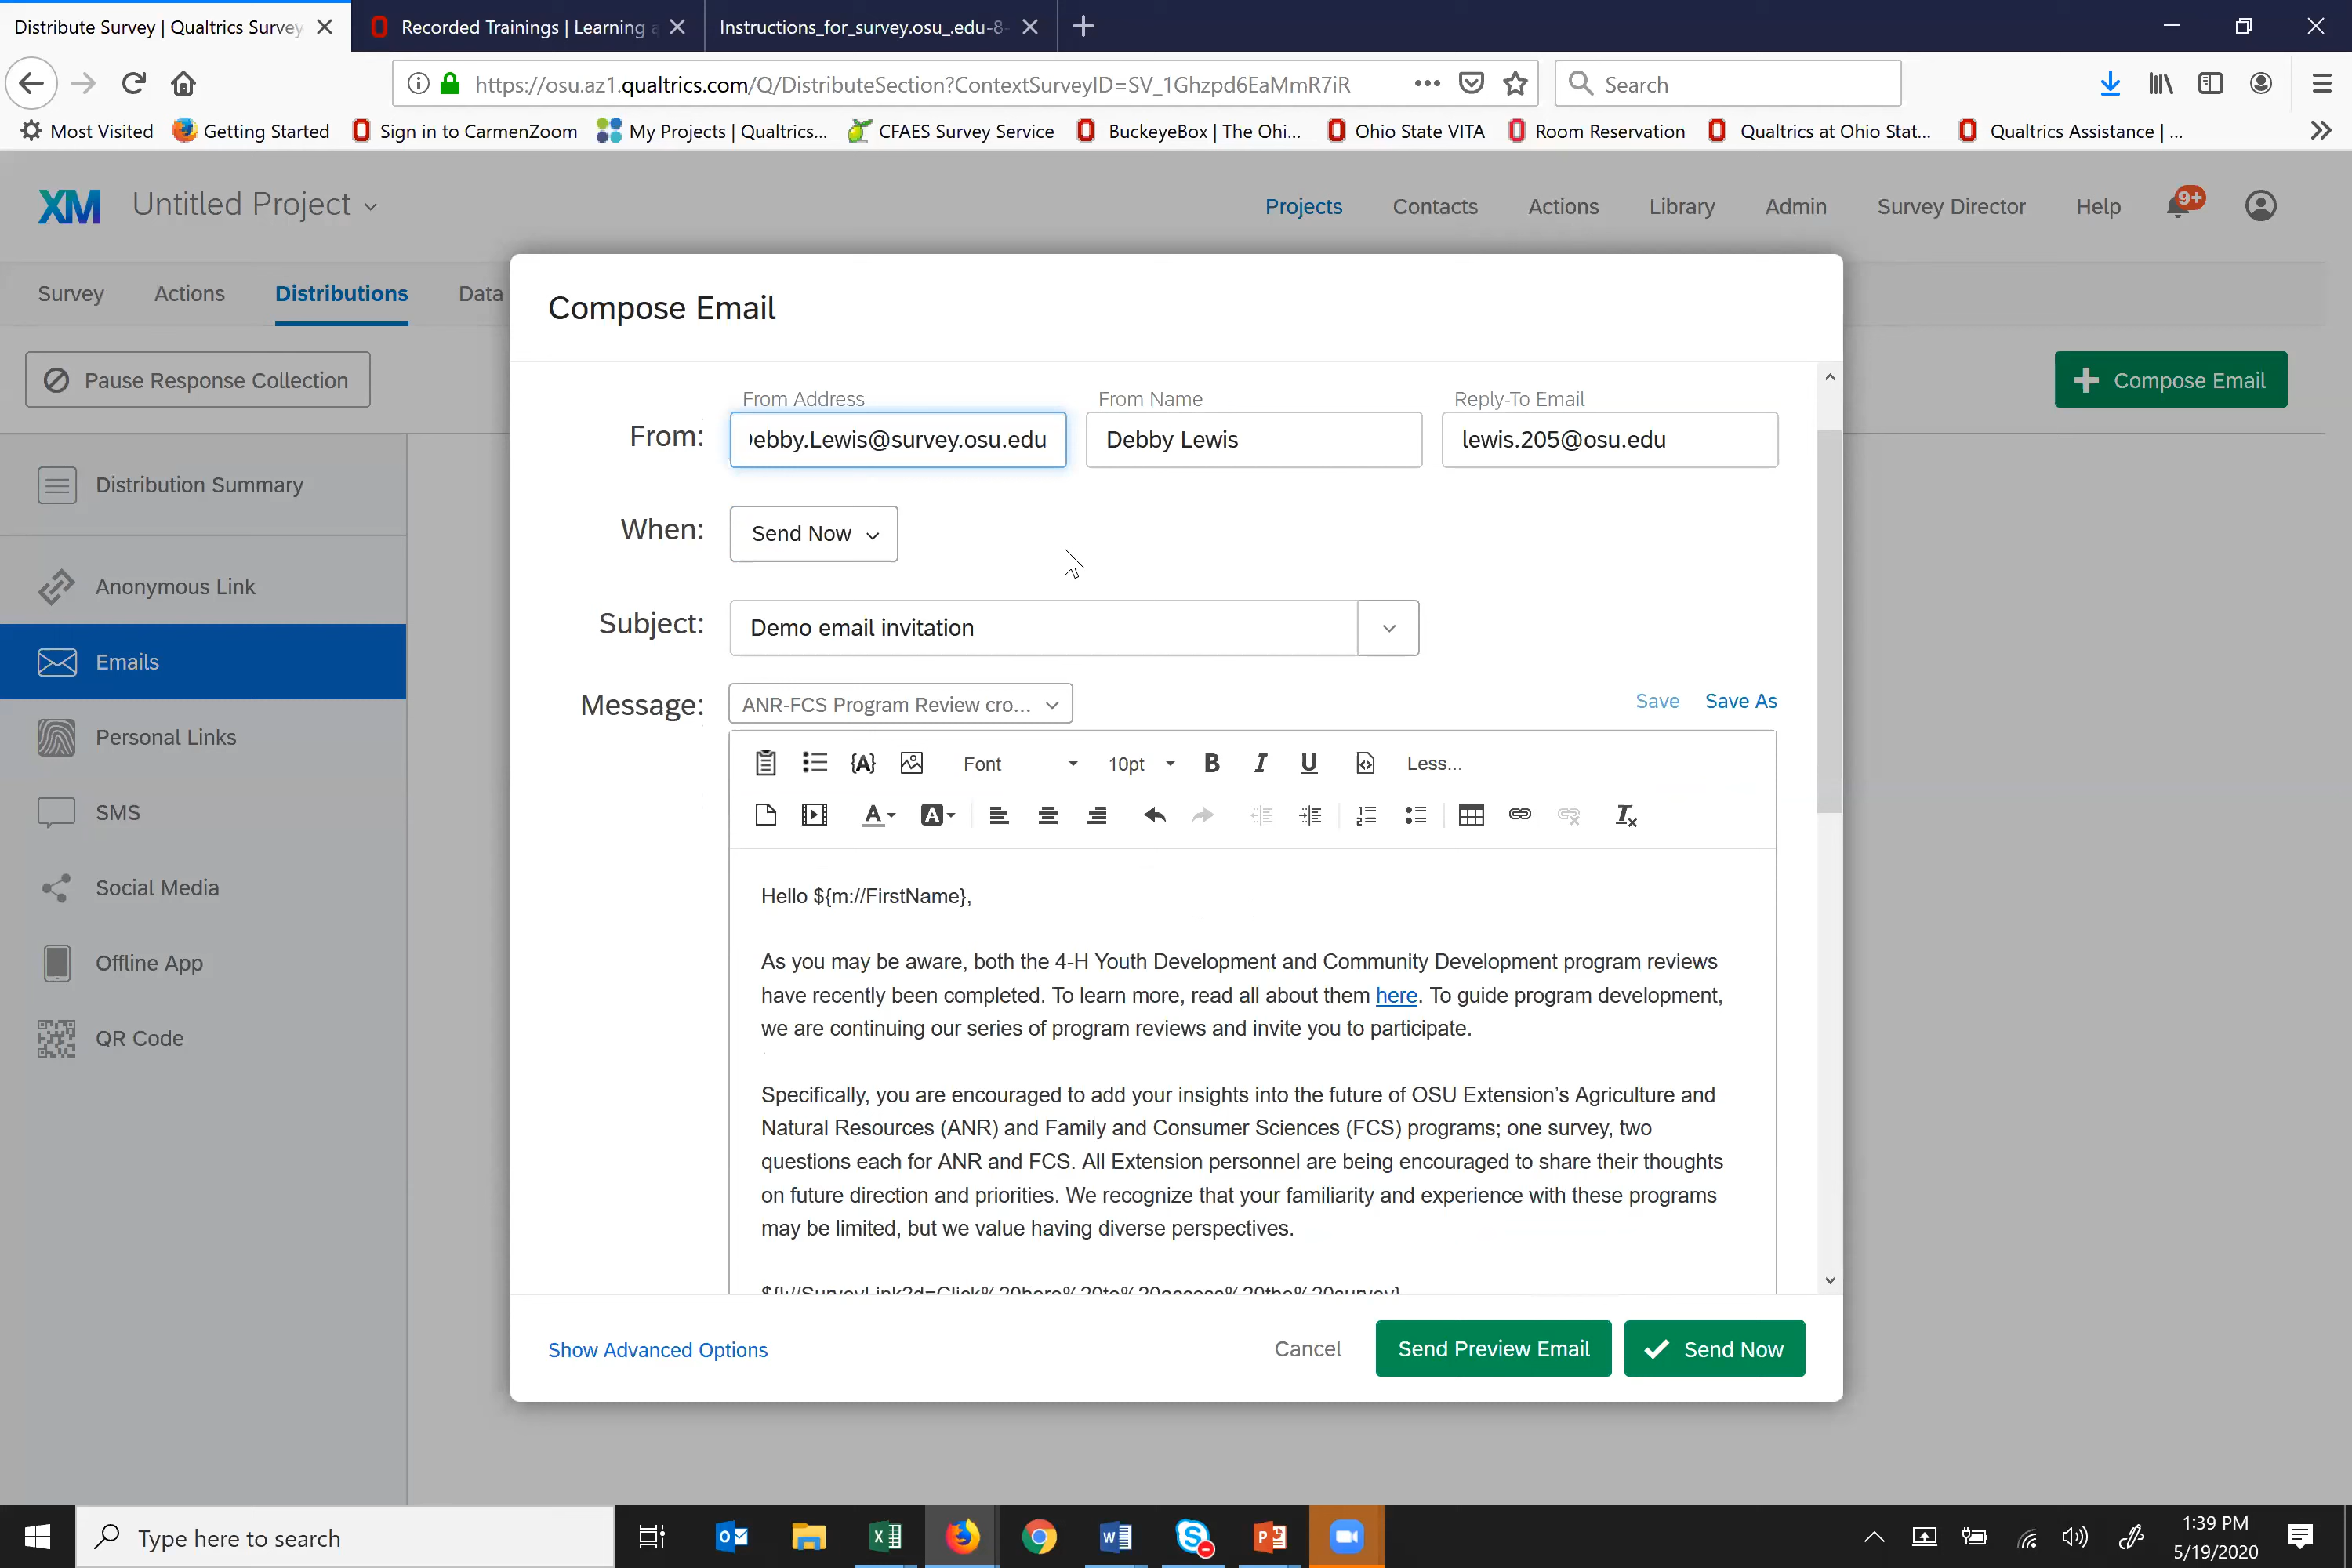 Distribute Survey | Qualtrics Survey
Recorded Trainings | Learning a
Instructions_for_survey.osu_.edu-8-
https://osu.az1.qualtrics.com/Q/DistributeSection?ContextSurveyID=SV_1Ghzpd6EaMmR7iR
Search
Most Visited
Getting Started
Sign in to CarmenZoom
My Projects | Qualtrics...
CFAES Survey Service
BuckeyeBox | The Ohi...
Ohio State VITA
Room Reservation
Qualtrics at Ohio Stat...
Qualtrics Assistance | ...
XM
Untitled Project
Projects
Contacts
Actions
Library
Admin
Survey Director
Help
9+
Survey
Actions
Distributions
Data
Pause Response Collection
Compose Email
Distribution Summary
Anonymous Link
Emails
Personal Links
SMS
Social Media
Offline App
QR Code
Compose Email
From Address
From Name
Reply-To Email
From:
ebby.Lewis@survey.osu.edu
Debby Lewis
lewis.205@osu.edu
When:
Send Now
Subject:
Demo email invitation
Message:
ANR-FCS Program Review cro...
Save
Save As
{A}
Font
10pt
B
I
U
Less...
Hello ${m://FirstName},
As you may be aware, both the 4-H Youth Development and Community Development program reviews
have recently been completed. To learn more, read all about them here. To guide program development,
we are continuing our series of program reviews and invite you to participate.
Specifically, you are encouraged to add your insights into the future of OSU Extension’s Agriculture and
Natural Resources (ANR) and Family and Consumer Sciences (FCS) programs; one survey, two
questions each for ANR and FCS. All Extension personnel are being encouraged to share their thoughts
on future direction and priorities. We recognize that your familiarity and experience with these programs
may be limited, but we value having diverse perspectives.
${l://SurveyLink?d=Click%20here%20to%20access%20the%20survey}
Show Advanced Options
Cancel
Send Preview Email
Send Now
Type here to search
1:39 PM
5/19/2020